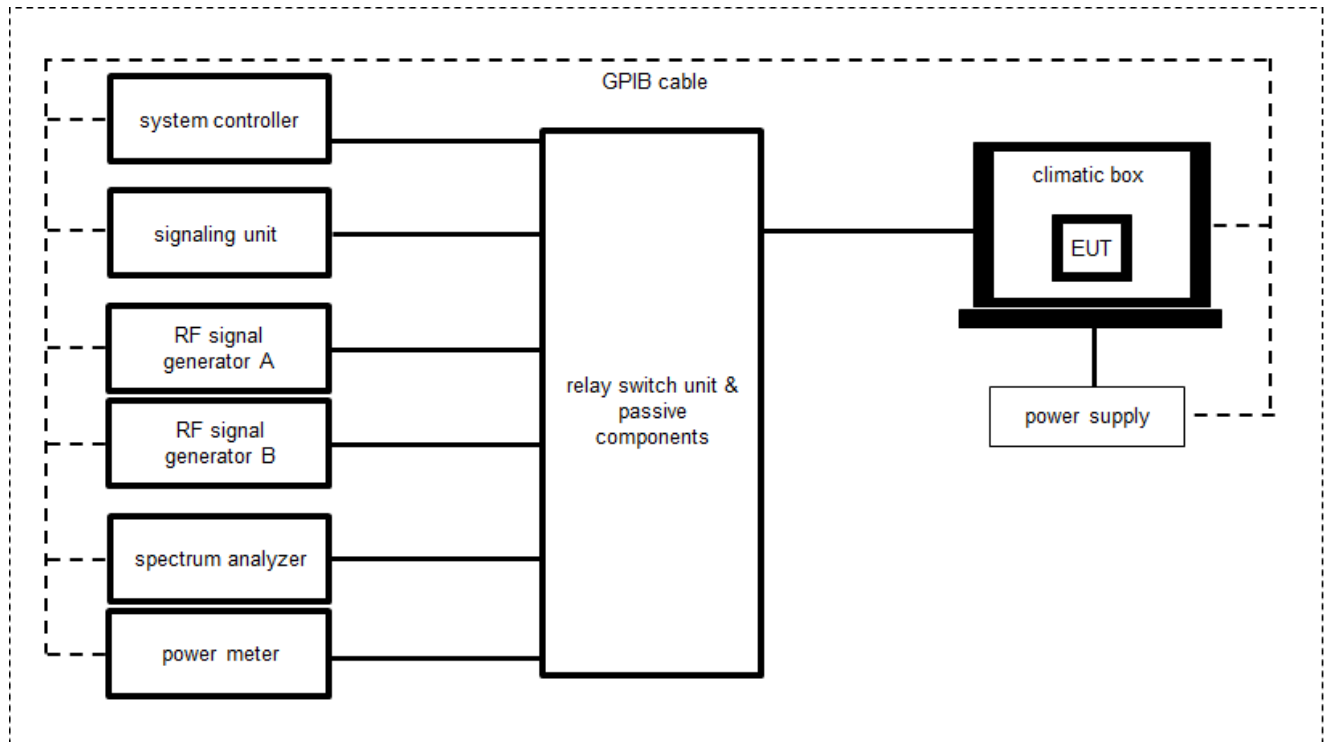 GPIB cable
system controller
signaling unit
RF signal
generator A
RF signal
generator B
spectrum analyzer
power meter
relay switch unit &
passive
components
climatic box
EUT
power supply